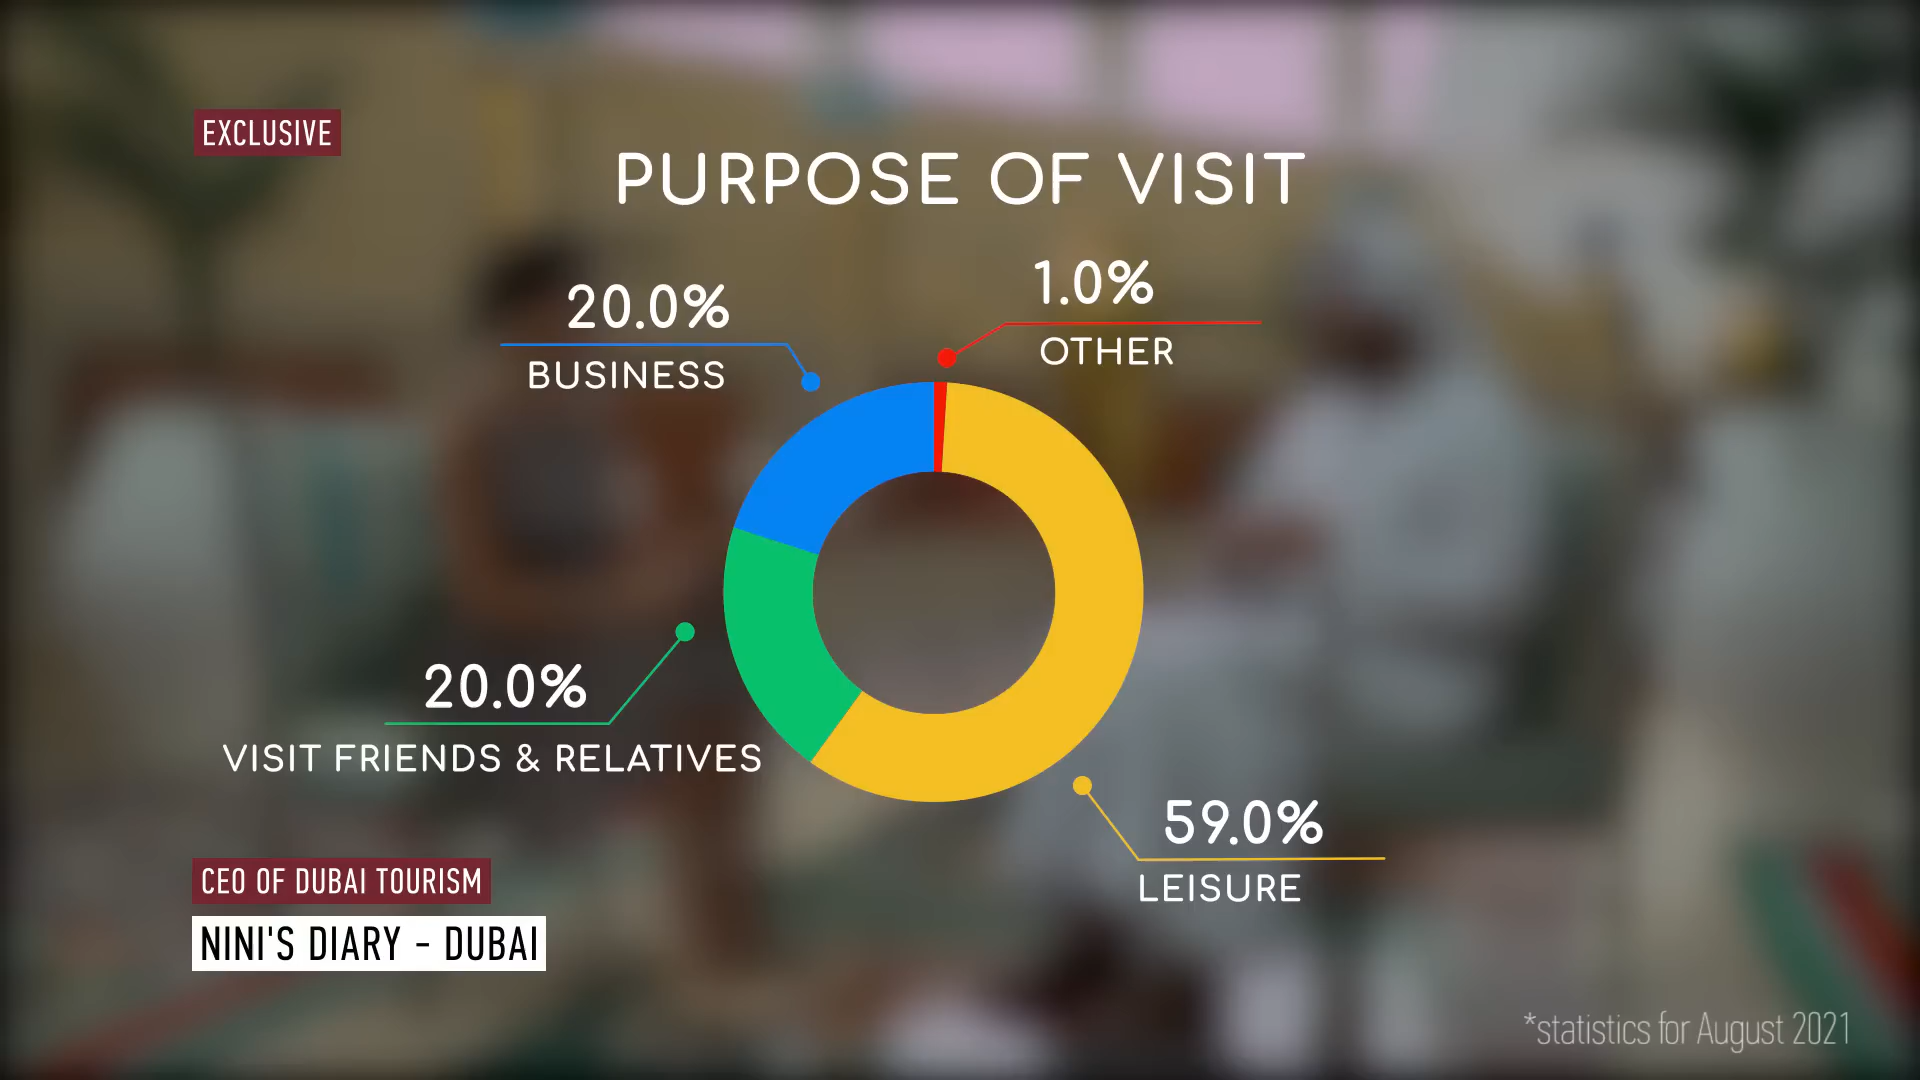 EXCLUSIVE
PURPOSE OF VISIT
1.0%
OTHER
20.0%
BUSINESS
20.0%
VISIT FRIENDS & RELATIVES
59.0%
LEISURE
CEO OF DUBAI TOURISM
NINI'S DIARY - DUBAI
*statistics for August 2021